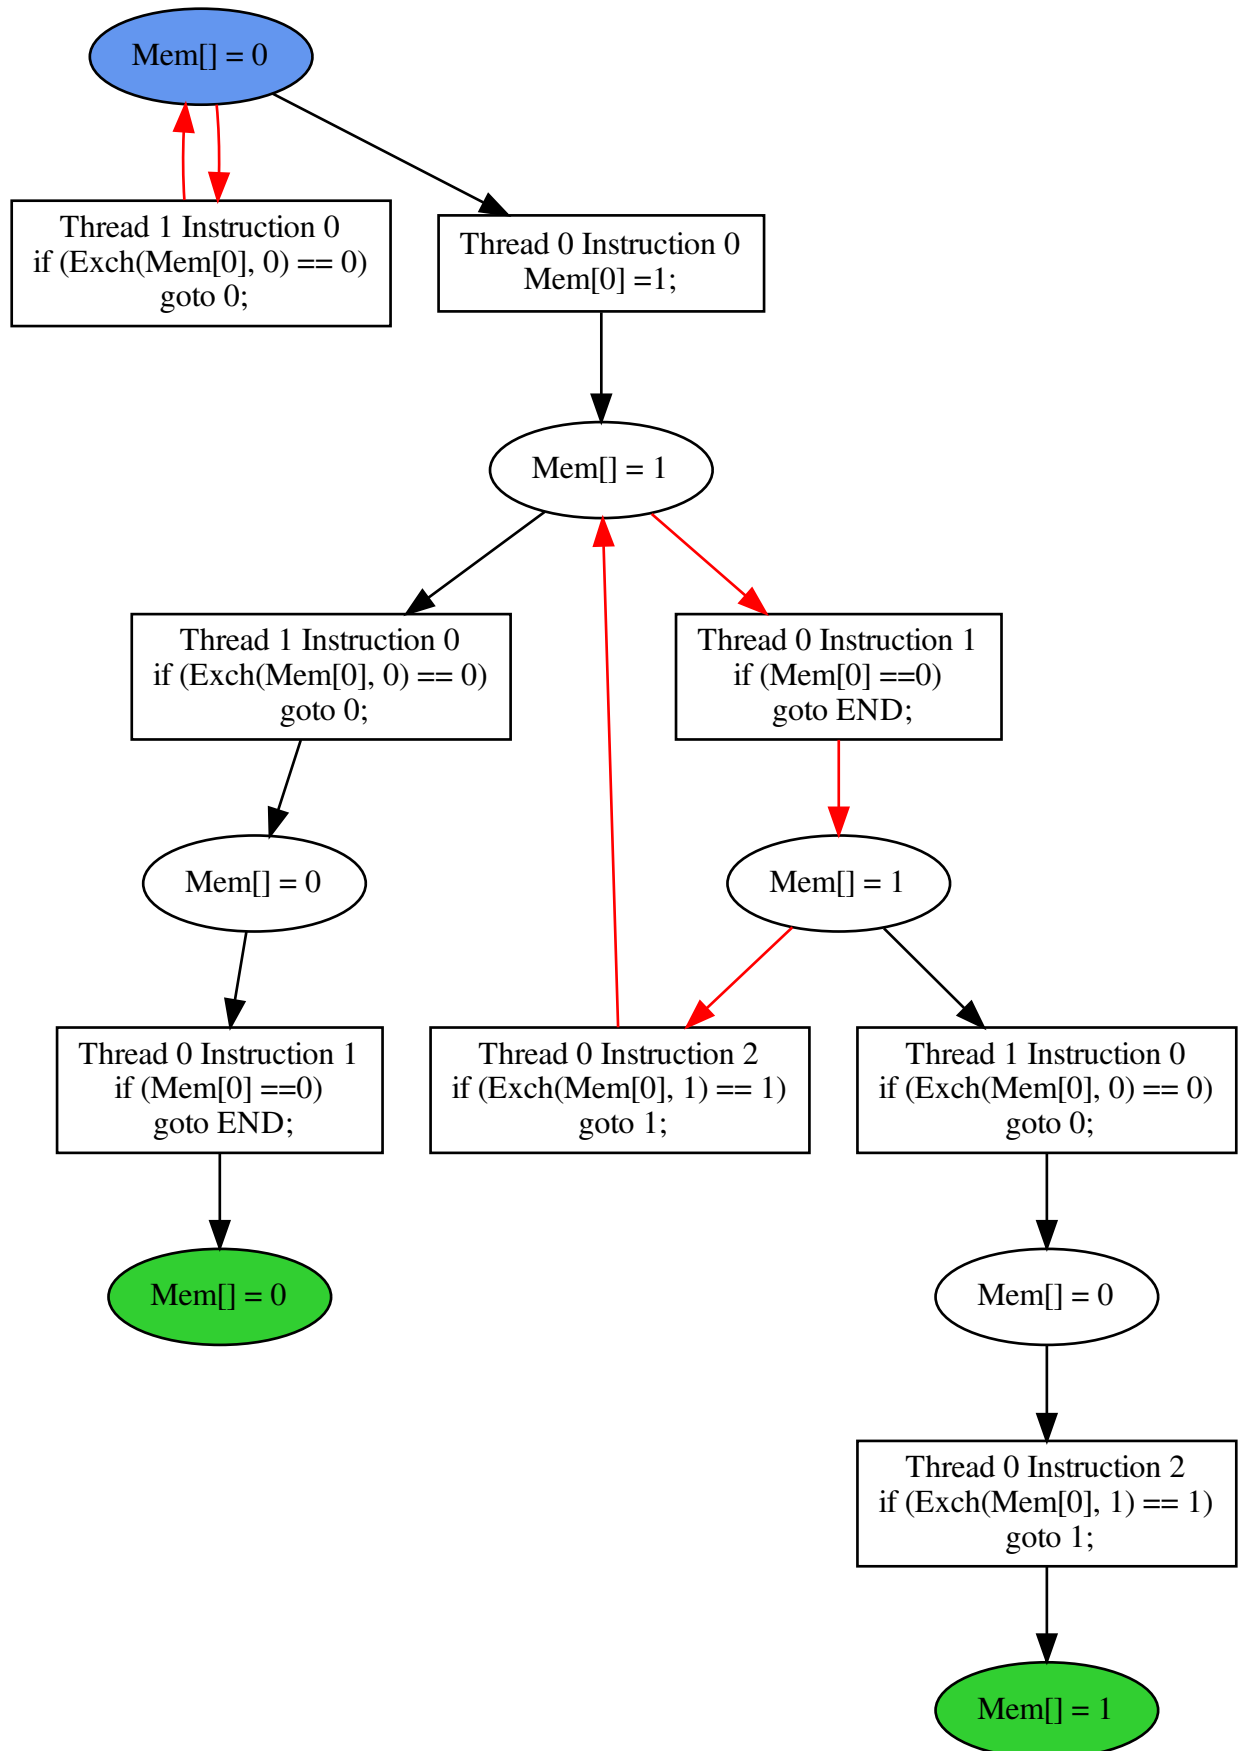 Mem[] = 0
Thread 1 Instruction 0
if (Exch(Mem[0], 0) == 0)
goto 0;
Thread 0 Instruction 0
Mem[0] =1;
Mem[] = 1
Thread 1 Instruction 0
if (Exch(Mem[0], 0) == 0)
goto 0;
Thread 0 Instruction 1
if (Mem[0] ==0)
goto END;
Mem[] = 0
Mem[] = 1
Thread 0 Instruction 1
if (Mem[0] ==0)
goto END;
Thread 0 Instruction 2
if (Exch(Mem[0], 1) == 1)
goto 1;
Thread 1 Instruction 0
if (Exch(Mem[0], 0) == 0)
goto 0;
Mem[] = 0
Mem[] = 0
Thread 0 Instruction 2
if (Exch(Mem[0], 1) == 1)
goto 1;
Mem[] = 1